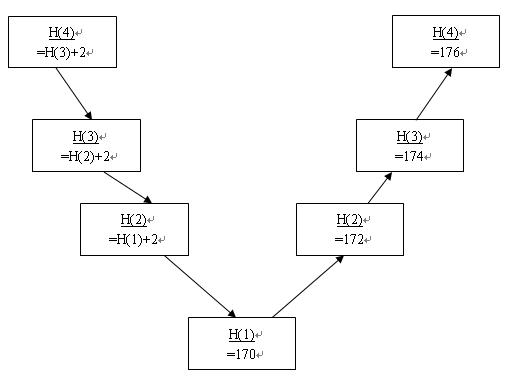 H(4)
=H(3)+2
H(4)
=176
H(3)
=H(2)+2
H(3)
=174
H(2)
=H(1)+2
H(2)
=172
H(1)
=170